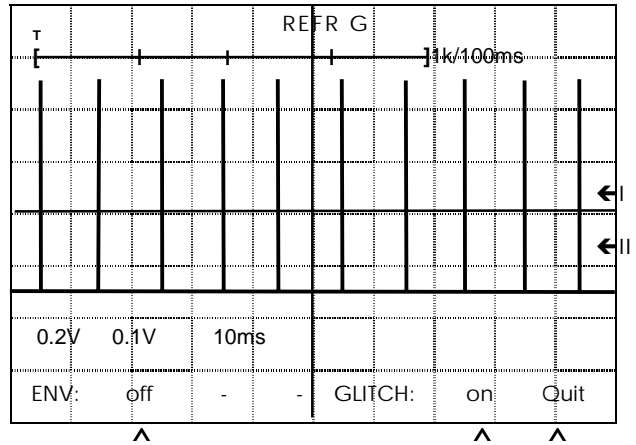 REFR G
T
[ ]1k/100ms
←I
←II
0.2V 0.1V 10ms
ENV: off - - GLITCH: on Quit